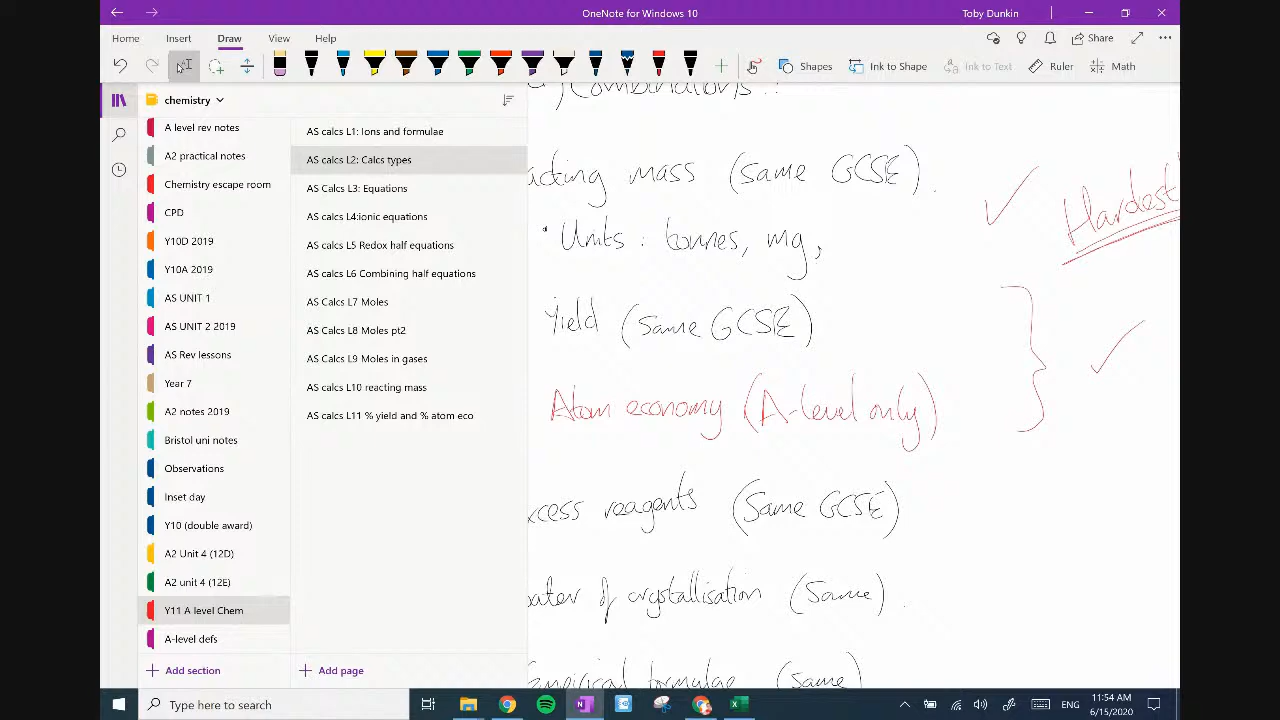 OneNote for Windows 10
Toby Dunkin
Home Insert Draw View Help
Share
Shapes Ink to Shape Ink to Text Ruler Math
chemistry
A level rev notes
A2 practical notes
Chemistry escape room
CPD
Y10D 2019
Y10A 2019
AS UNIT 1
AS UNIT 2 2019
AS Rev lessons
Year 7
A2 notes 2019
Bristol uni notes
Observations
Inset day
Y10 (double award)
A2 Unit 4 (12D)
A2 unit 4 (12E)
Y11 A level Chem
A-level defs
Add section
AS calcs L1: Ions and formulae
AS calcs L2: Calcs types
AS Calcs L3: Equations
AS calcs L4:ionic equations
AS calcs L5 Redox half equations
AS calcs L6 Combining half equations
AS Calcs L7 Moles
AS Calcs L8 Moles pt2
AS Calcs L9 Moles in gases
AS calcs L10 reacting mass
AS calcs L11 % yield and % atom eco
Add page
acting mass (same GCSE).
Hardest
· Units : tonnes, mg,
Yield (same GCSE)
Atom economy (A-level only)
xcess reagents (Same GCSE)
water of crystallisation (Same).
empirical formulae (same)
Type here to search
ENG
11:54 AM
6/15/2020